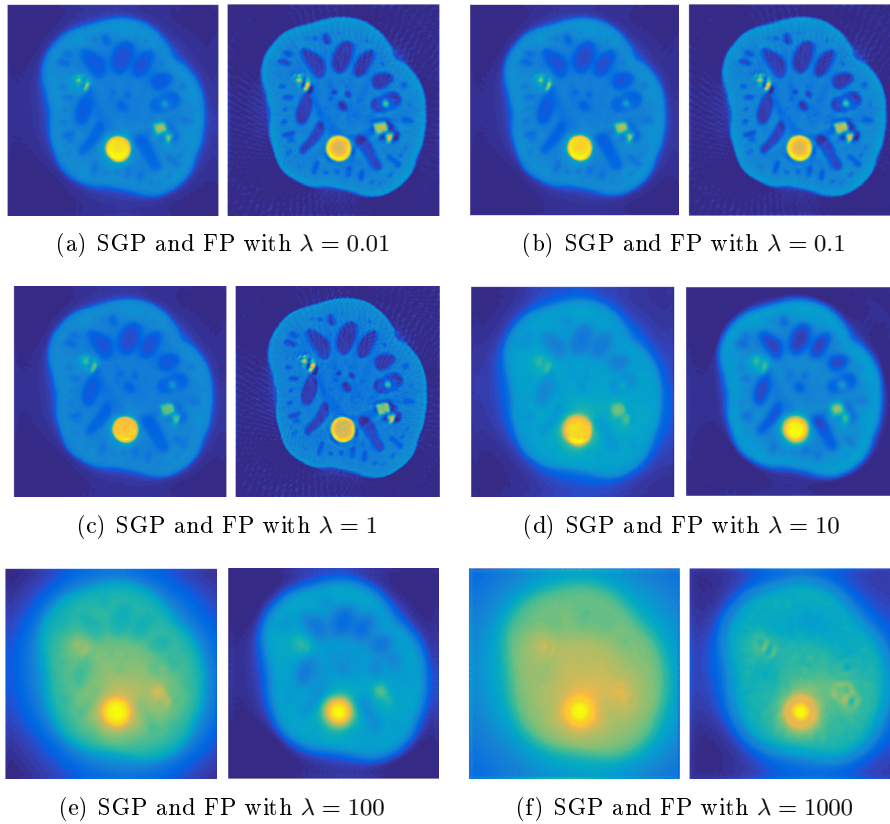 (a) SGP and FP with λ = 0.01
(b) SGP and FP with λ = 0.1
(c) SGP and FP with λ = 1
(d) SGP and FP with λ = 10
(e) SGP and FP with λ = 100
(f) SGP and FP with λ = 1000